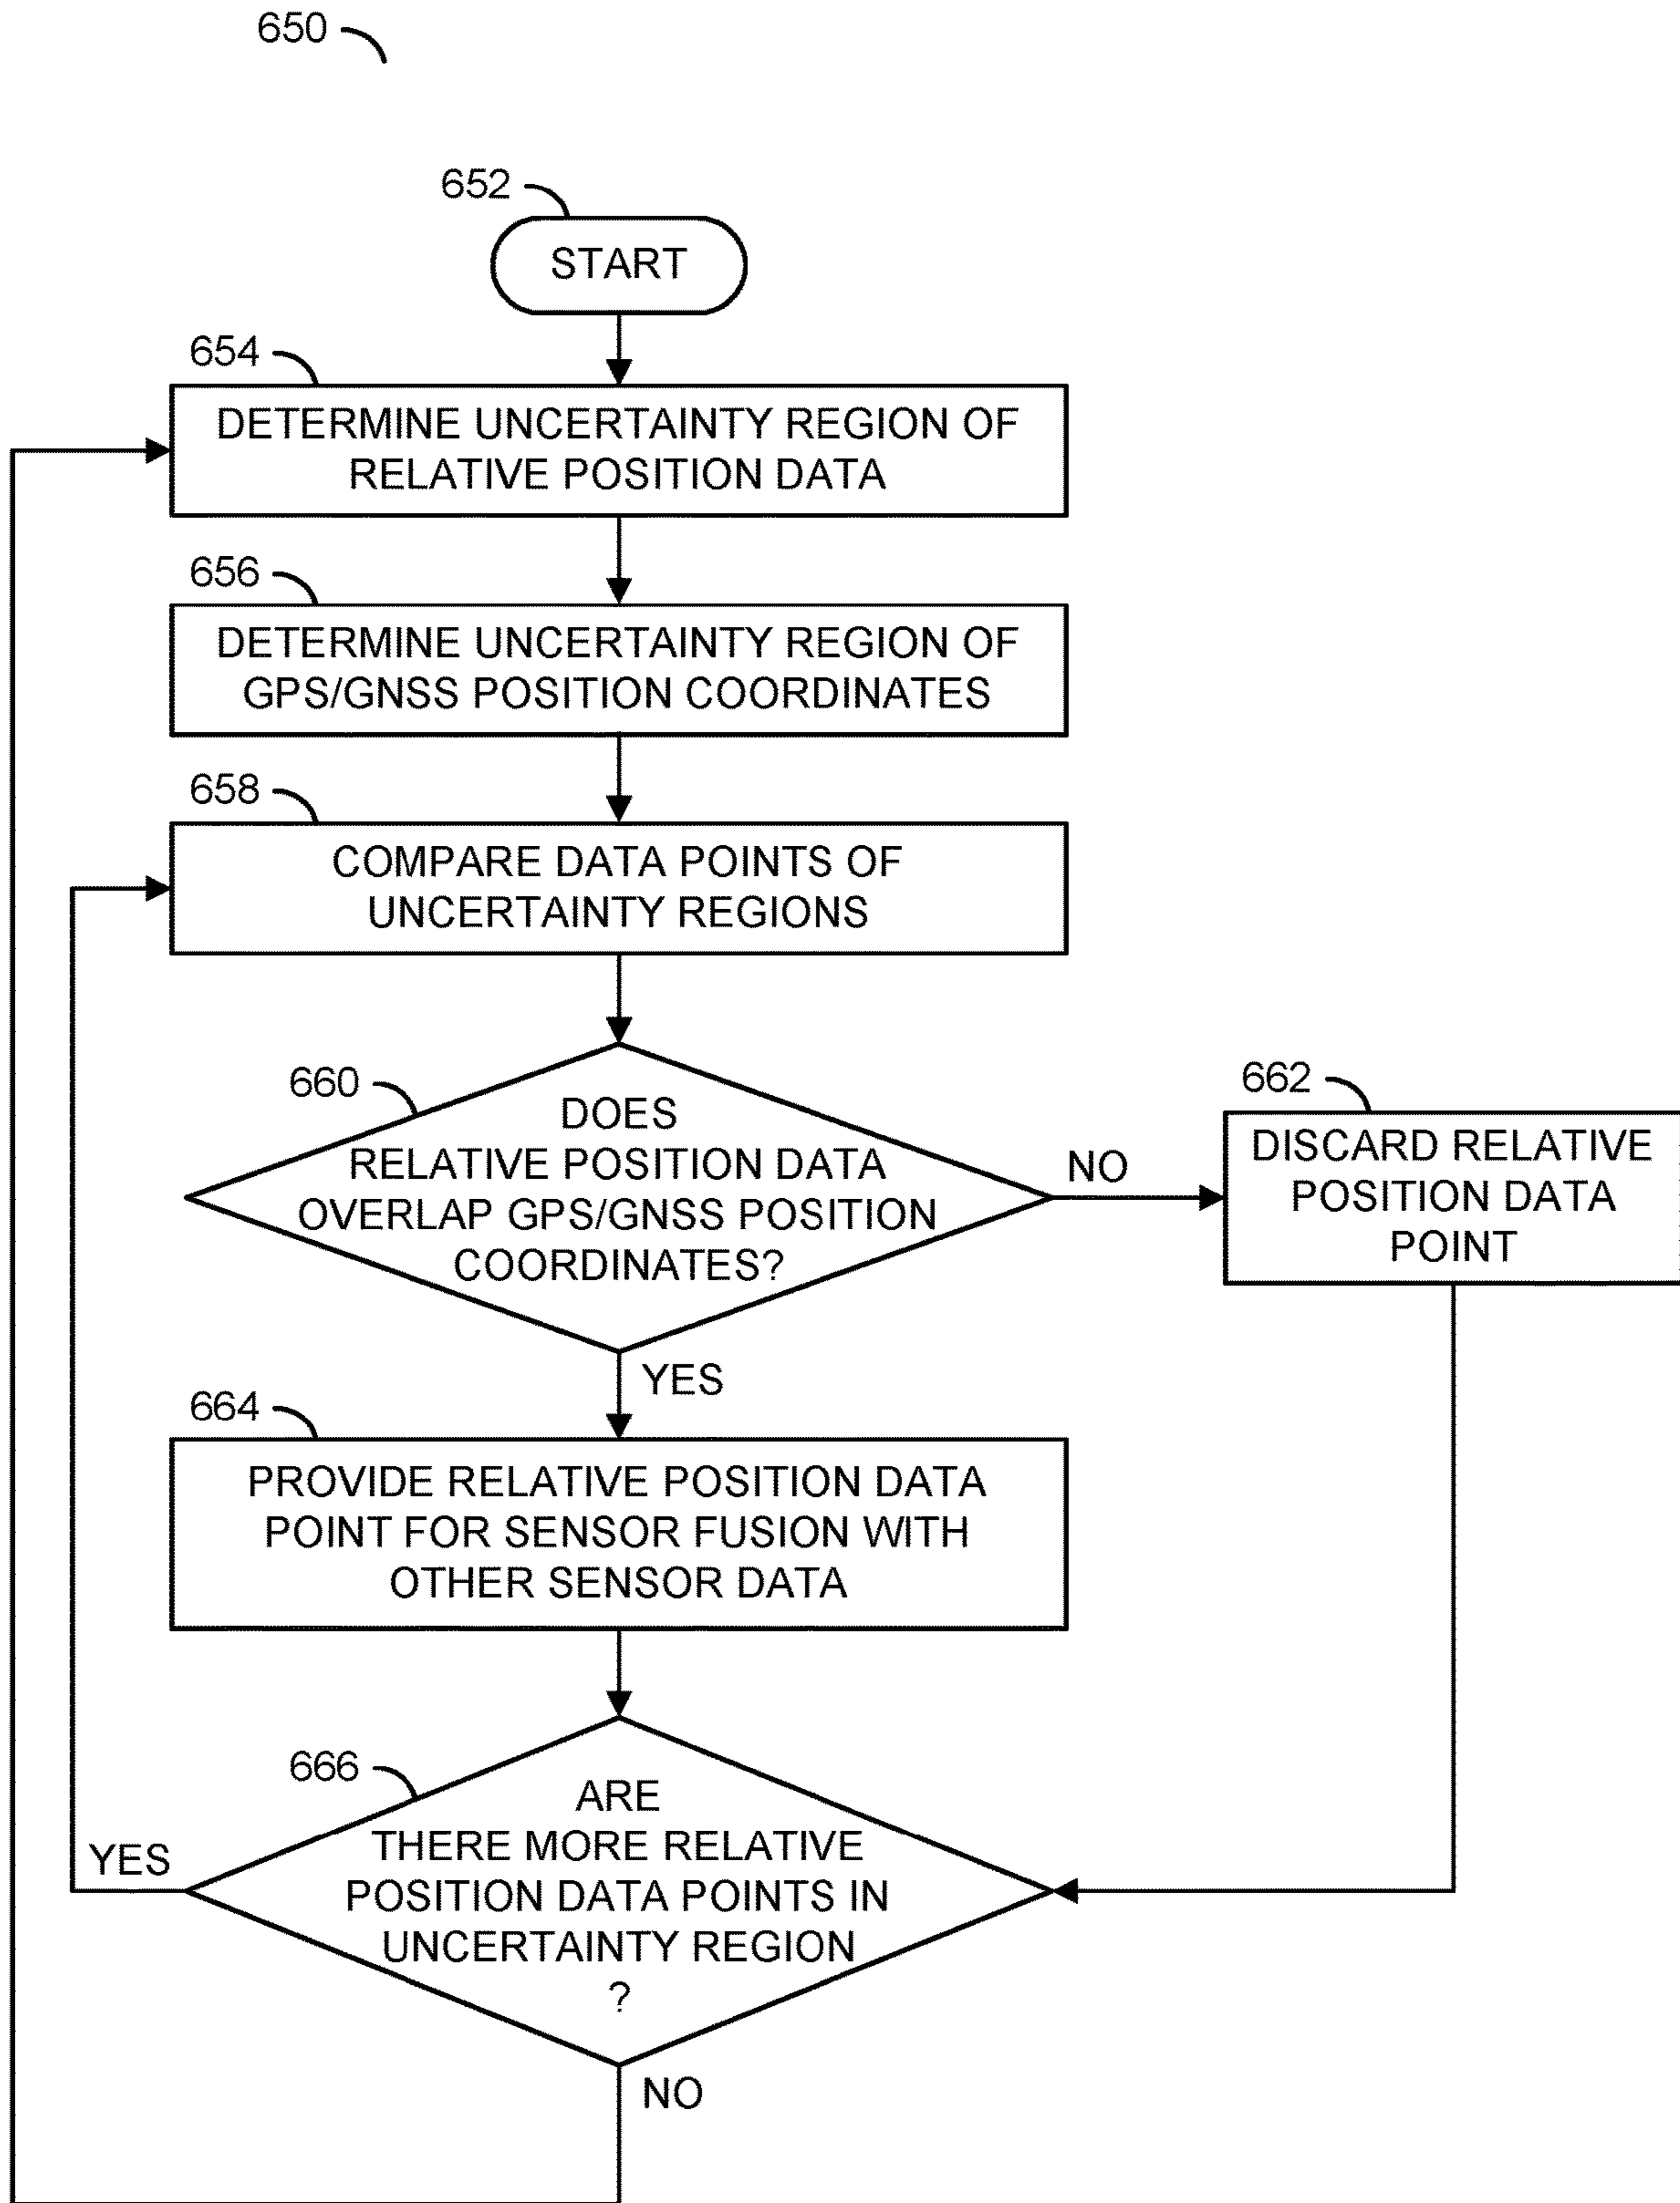 650
652
START
654
DETERMINE UNCERTAINTY REGION OF
RELATIVE POSITION DATA
656
DETERMINE UNCERTAINTY REGION OF
GPS/GNSS POSITION COORDINATES
658
COMPARE DATA POINTS OF
UNCERTAINTY REGIONS
660
DOES
RELATIVE POSITION DATA
OVERLAP GPS/GNSS POSITION
COORDINATES?
NO
662
DISCARD RELATIVE
POSITION DATA
POINT
YES
664
PROVIDE RELATIVE POSITION DATA
POINT FOR SENSOR FUSION WITH
OTHER SENSOR DATA
666
ARE
THERE MORE RELATIVE
POSITION DATA POINTS IN
UNCERTAINTY REGION
?
YES
NO